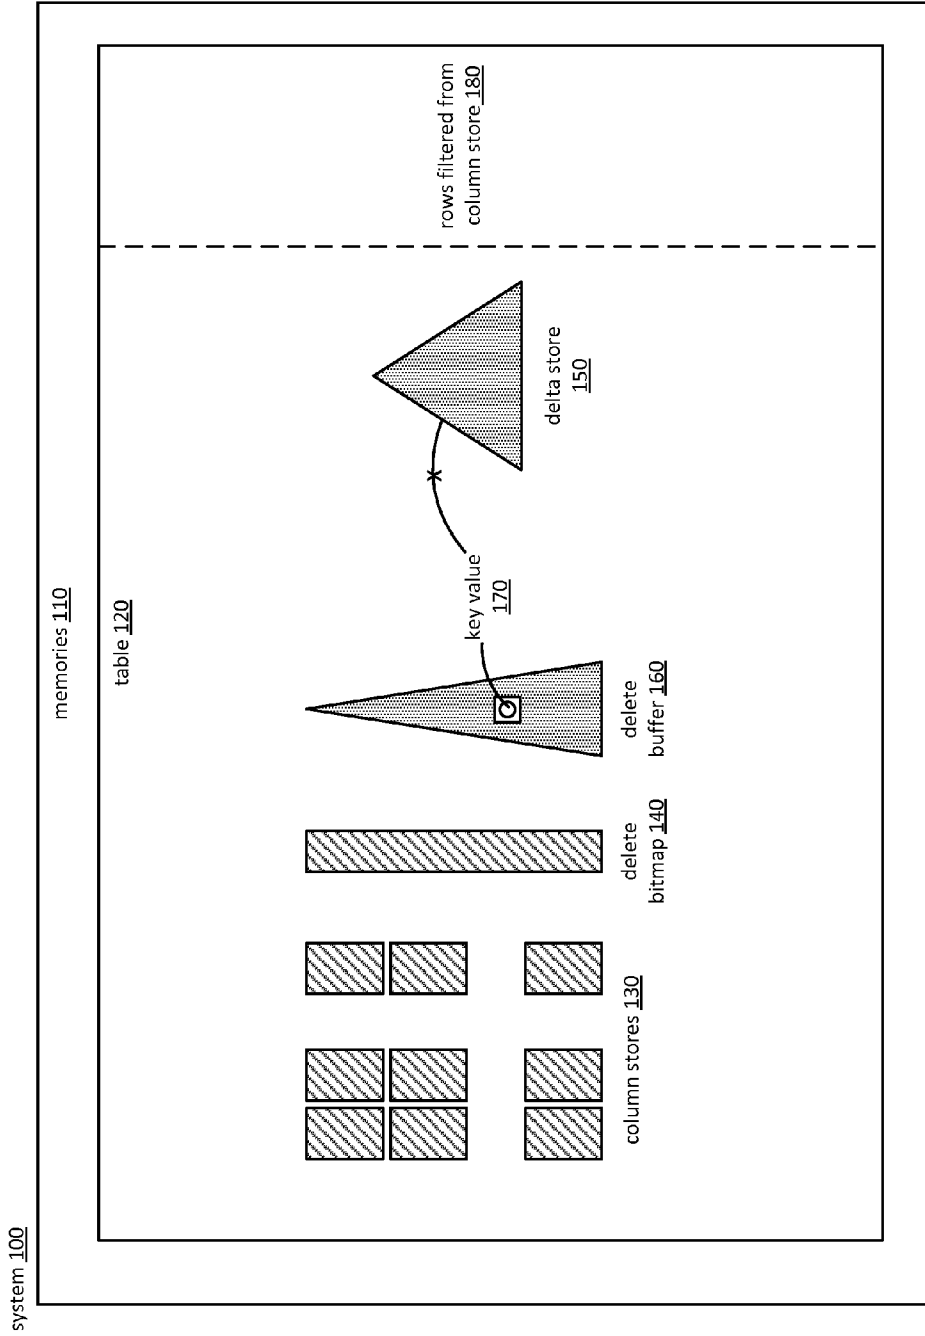 system 100
memories 110
table 120
column stores 130
delete
bitmap 140
delete
buffer 160
key value
170
delta store
150
rows filtered from
column store 180